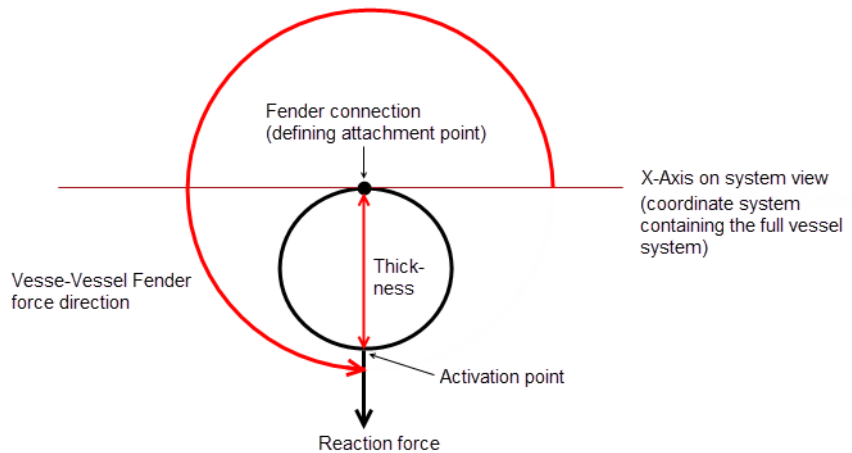 Fender connection
(defining attachment point)
X-Axis on system view
(coordinate system
containing the full vessel
system)
Thick-
ness
Vesse-Vessel Fender
force direction
Activation point
Reaction force